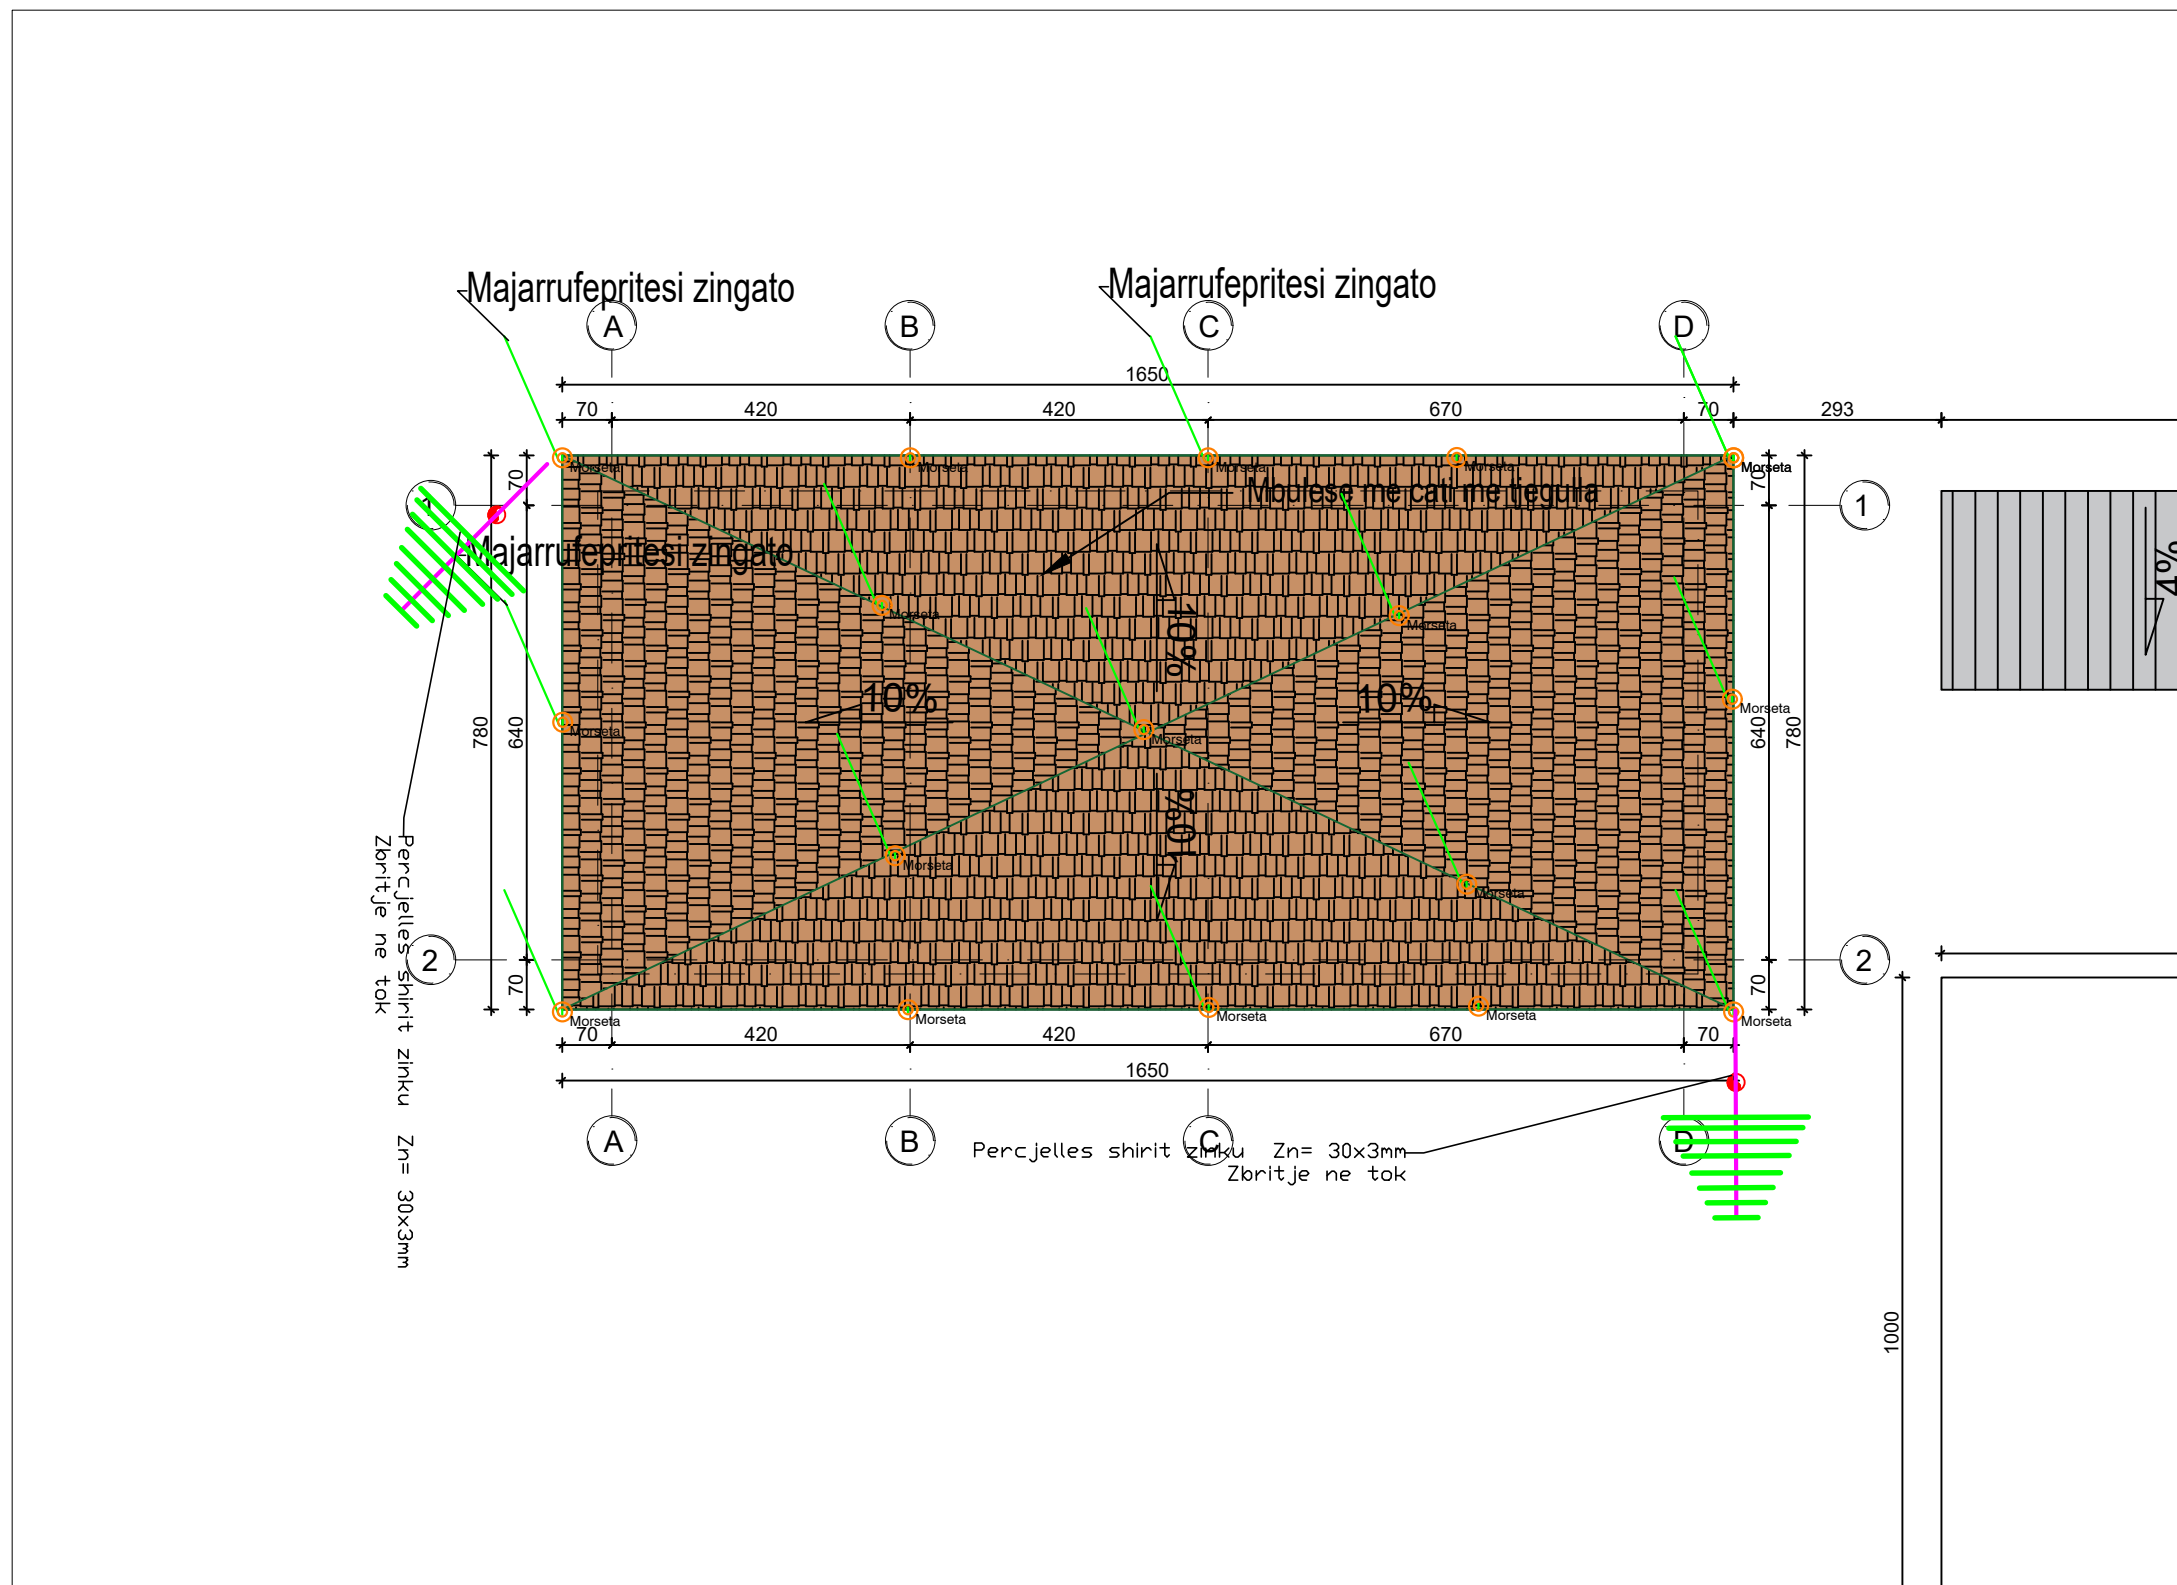 Majarrufepritesi zingato
Majarrufepritesi zingato
A
B
C
D
1650
70
420
420
670
70
293
Morseta
Morseta
Morseta
Morseta
Morseta
70
70
1
1
Mbulese me cati me tjegulla
Majarrufepritesi zingato
4%
10%
Morseta
Morseta
10%
10%
Morseta
Morseta
Morseta
780
640
640
780
10%
Morseta
Morseta
Percjelles shirit zinku Zn= 30x3mm
Zbritje ne tok
2
2
70
70
Morseta
Morseta
Morseta
Morseta
Morseta
70
420
420
670
70
1650
A
B
C
D
Percjelles shirit zinku Zn= 30x3mm
Zbritje ne tok
1000